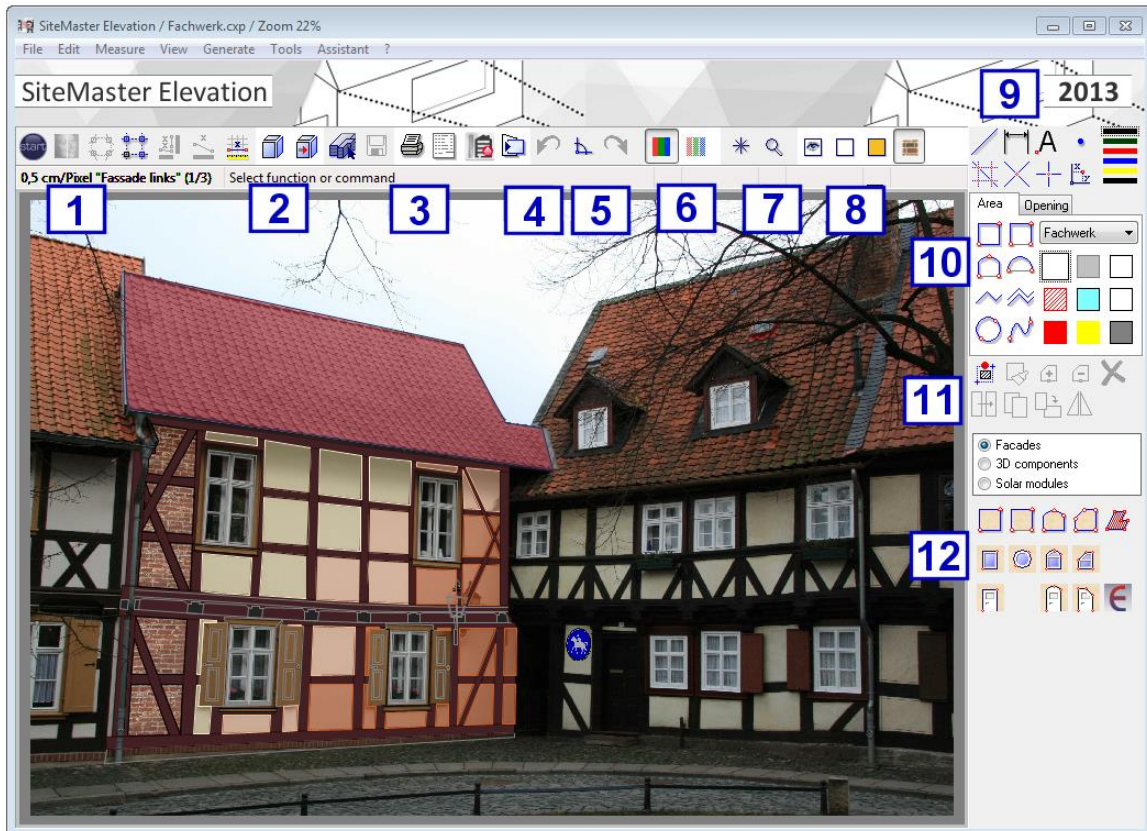 SiteMaster Elevation / Fachwerk.cxp / Zoom 22%
File Edit Measure View Generate Tools Assistant ?
SiteMaster Elevation
9
2013
start
A
0,5 cm/Pixel "Fassade links" (1/3) Select function or command
1 2 3 4 5 6 7 8
Area Opening
10
Fachwerk
11
Facades
3D components
Solar modules
12